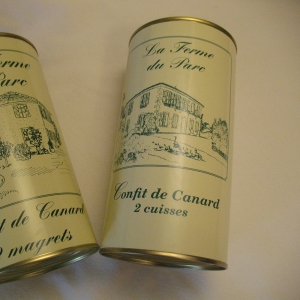 La Ferme
du Parc
Confit de Canard
2 cuisses
Ferme
Parc
de Canard
magrets